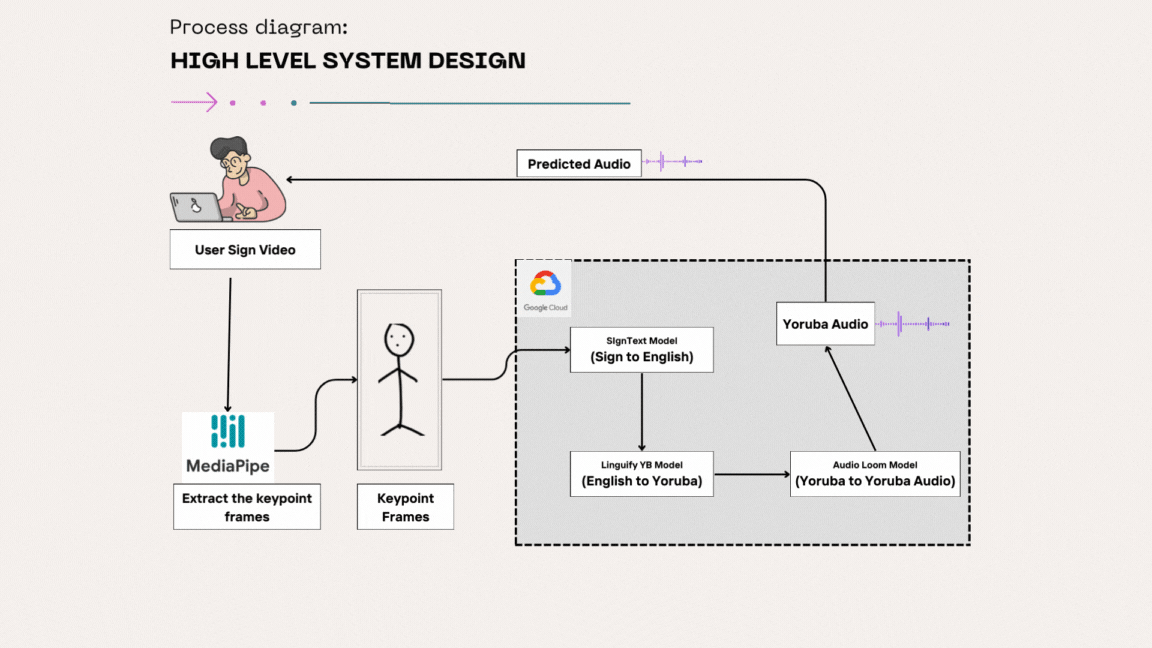 Process diagram:
HIGH LEVEL SYSTEM DESIGN
Predicted Audio
User Sign Video
Google Cloud
Yoruba Audio
SIgnText Model
(Sign to English)
MediaPipe
Linguify YB Model
(English to Yoruba)
Audio Loom Model
(Yoruba to Yoruba Audio)
Extract the keypoint
frames
Keypoint
Frames